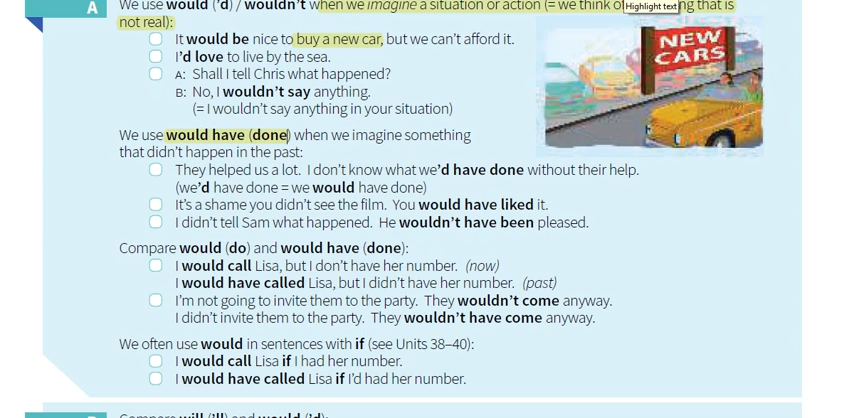 A
We use would ('d) / wouldn't when we imagine a situation or action (= we think of Highlight text ng that is
not real):
It would be nice to buy a new car, but we can't afford it.
NEW
CARS
I'd love to live by the sea.
A: Shall I tell Chris what happened?
B: No, I wouldn't say anything.
(= I wouldn't say anything in your situation)
We use would have (done) when we imagine something
that didn't happen in the past:
They helped us a lot. I don't know what we'd have done without their help.
(we'd have done = we would have done)
It's a shame you didn't see the film. You would have liked it.
I didn't tell Sam what happened. He wouldn't have been pleased.
Compare would (do) and would have (done):
I would call Lisa, but I don't have her number. (now)
I would have called Lisa, but I didn't have her number. (past)
I'm not going to invite them to the party. They wouldn't come anyway.
I didn't invite them to the party. They wouldn't have come anyway.
We often use would in sentences with if (see Units 38–40):
I would call Lisa if I had her number.
I would have called Lisa if I'd had her number.
Compare will ('ll) and would ('d):